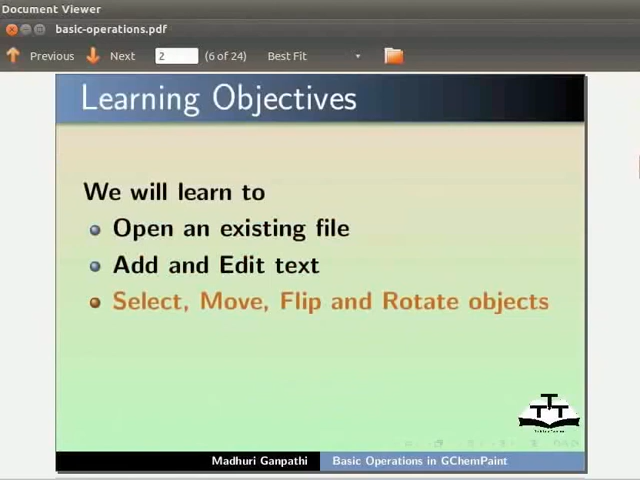 Document Viewer
basic-operations.pdf
Previous Next 2 (6 of 24) Best Fit
Learning Objectives
We will learn to
Open an existing file
Add and Edit text
Select, Move, Flip and Rotate objects
Madhuri Ganpathi Basic Operations in GChemPaint